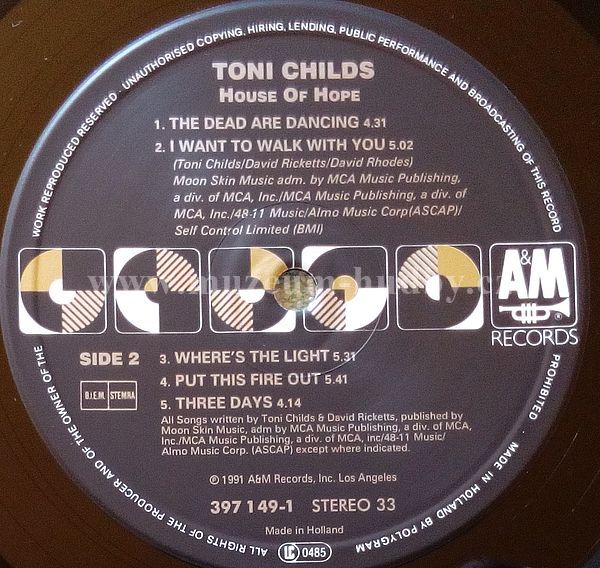 WORK REPRODUCED RESERVED · UNAUTHORISED COPYING, HIRING, LENDING, PUBLIC PERFORMANCE AND BROADCASTING OF THIS RECORD
TONI CHILDS
HOUSE OF HOPE
1. THE DEAD ARE DANCING 4.31
2. I WANT TO WALK WITH YOU 5.02
(Toni Childs/David Ricketts/David Rhodes)
Moon Skin Music adm. by MCA Music Publishing,
a div. of MCA, Inc./MCA Music Publishing, a div. of
MCA, Inc./48-11 Music/Almo Music Corp(ASCAP)/
Self Control Limited (BMI)
www.muzeum-hudby.cz
A&M
RECORDS
SIDE 2
B.I.E.M. STEMRA
3. WHERE'S THE LIGHT 5.31
4. PUT THIS FIRE OUT 5.41
5. THREE DAYS 4.14
All Songs written by Toni Childs & David Ricketts, published by
Moon Skin Music, adm by MCA Music Publishing, a div. of MCA,
Inc./MCA Music Publishing, a div. of MCA, inc/48-11 Music/
Almo Music Corp. (ASCAP) except where indicated.
℗ 1991 A&M Records, Inc. Los Angeles
397 149-1 STEREO 33
Made in Holland
LC 0485
ALL RIGHTS OF THE PRODUCER AND OF THE OWNER OF THE
PROHIBITED · MADE IN HOLLAND BY POLYGRAM